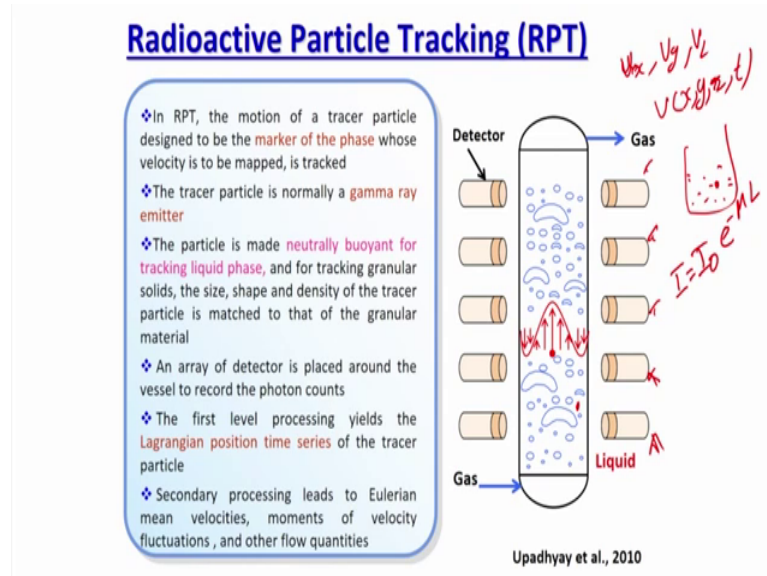 Radioactive Particle Tracking (RPT)
❖In RPT, the motion of a tracer particle
designed to be the marker of the phase whose
velocity is to be mapped, is tracked
❖The tracer particle is normally a gamma ray
emitter
❖The particle is made neutrally buoyant for
tracking liquid phase, and for tracking granular
solids, the size, shape and density of the tracer
particle is matched to that of the granular
material
❖ An array of detector is placed around the
vessel to record the photon counts
❖ The first level processing yields the
Lagrangian position time series of the tracer
particle
❖ Secondary processing leads to Eulerian
mean velocities, moments of velocity
fluctuations , and other flow quantities
Detector
Gas
Liquid
Gas
Upadhyay et al., 2010